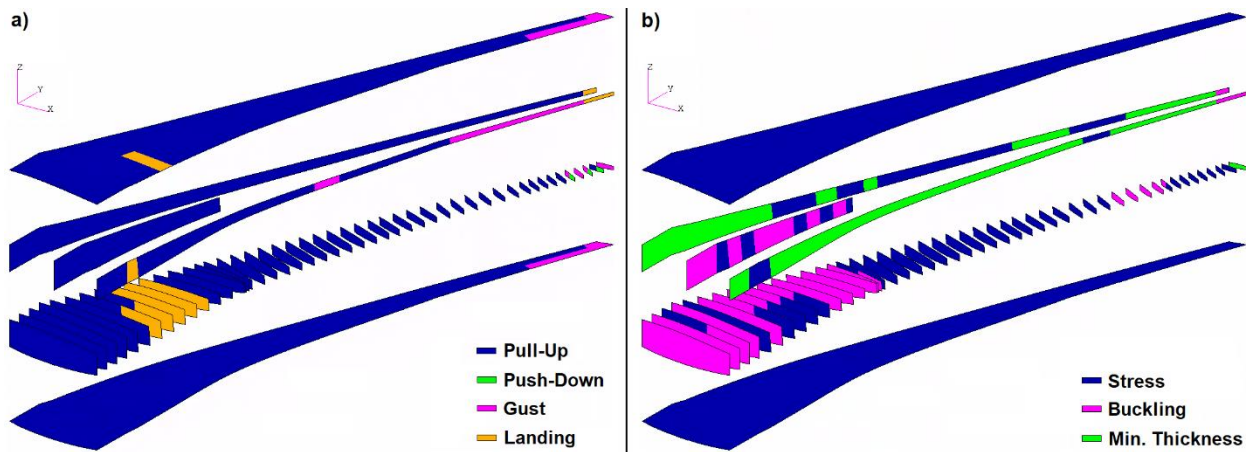 a)
Z
Y
X
Pull-Up
Push-Down
Gust
Landing
b)
Z
Y
X
Stress
Buckling
Min. Thickness